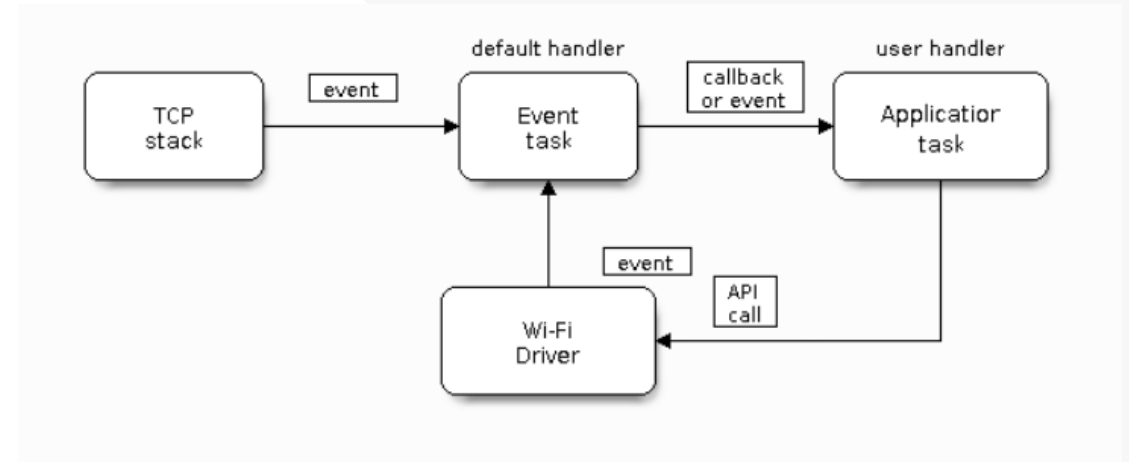 default handler
user handler
event
callback
or event
TCP
stack
Event
task
Applicatior
task
event
API
call
Wi-Fi
Driver